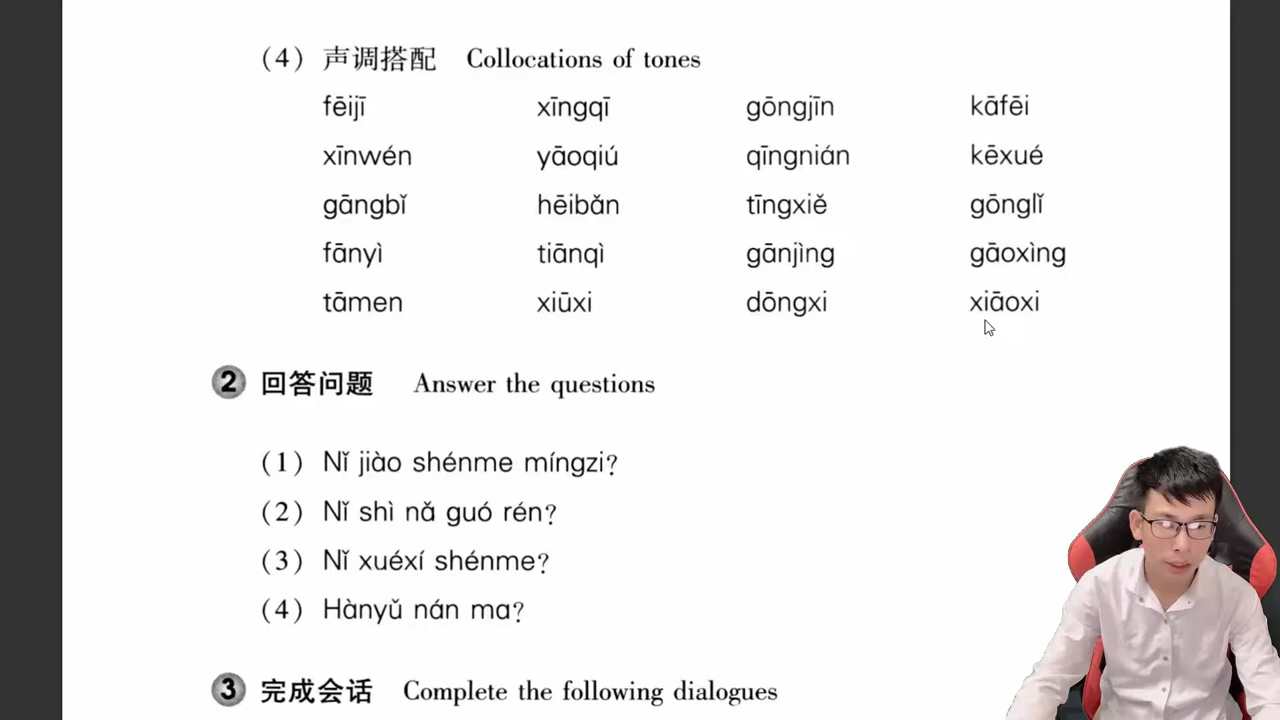 (4) 声调搭配 Collocations of tones
fēijī xīngqī gōngjīn kāfēi
xīnwén yāoqiú qīngnián kēxué
gāngbǐ hēibǎn tīngxiě gōnglǐ
fānyì tiānqì gānjìng gāoxìng
tāmen xiūxi dōngxi xiāoxi
2 回答问题 Answer the questions
(1) Nǐ jiào shénme míngzi?
(2) Nǐ shì nǎ guó rén?
(3) Nǐ xuéxí shénme?
(4) Hànyǔ nán ma?
3 完成会话 Complete the following dialogues